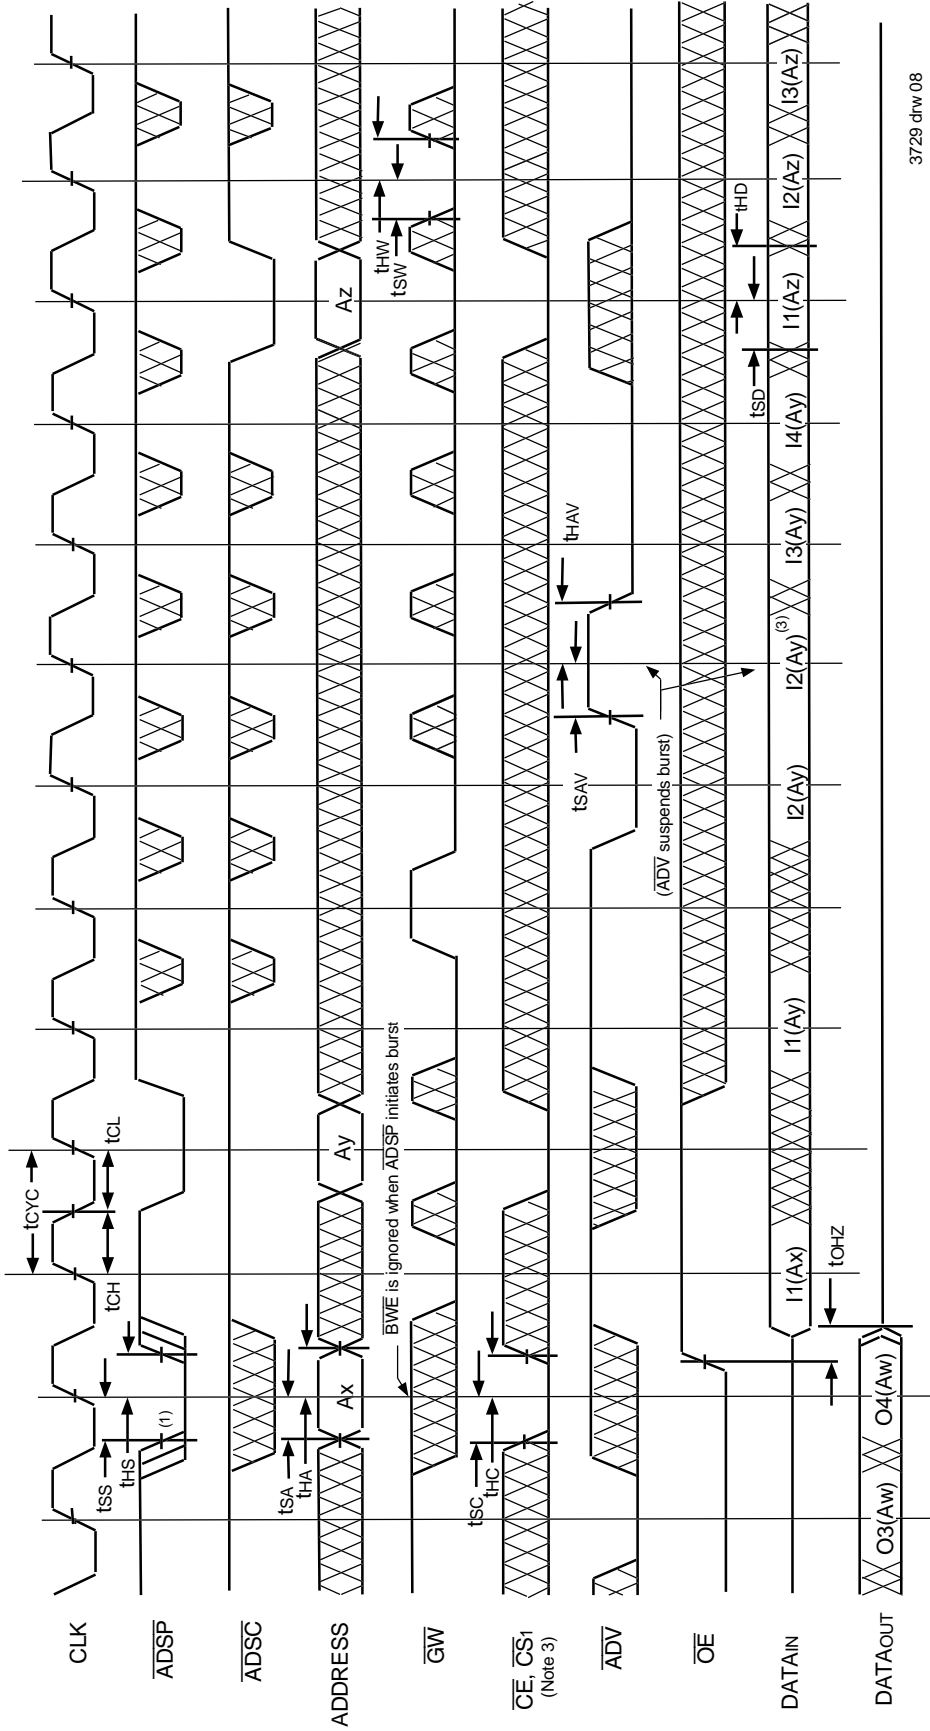 CLK
tCYC
tCH
tCL
ADSP
tSS
tHS
(1)
ADSC
ADDRESS
tSA
tHA
Ax
Ay
Az
GW
BWE is ignored when ADSP initiates burst
tHW
tSW
CE, CS1
(Note 3)
tSC
tHC
ADV
tSAV
tHAV
(ADV suspends burst)
OE
DATAIN
tSD
tHD
I1(Ax)
I1(Ay)
I2(Ay)
I2(Ay)(3)
I3(Ay)
I4(Ay)
I1(Az)
I2(Az)
I3(Az)
tOHZ
DATAOUT
O3(Aw)
O4(Aw)
3729 drw 08